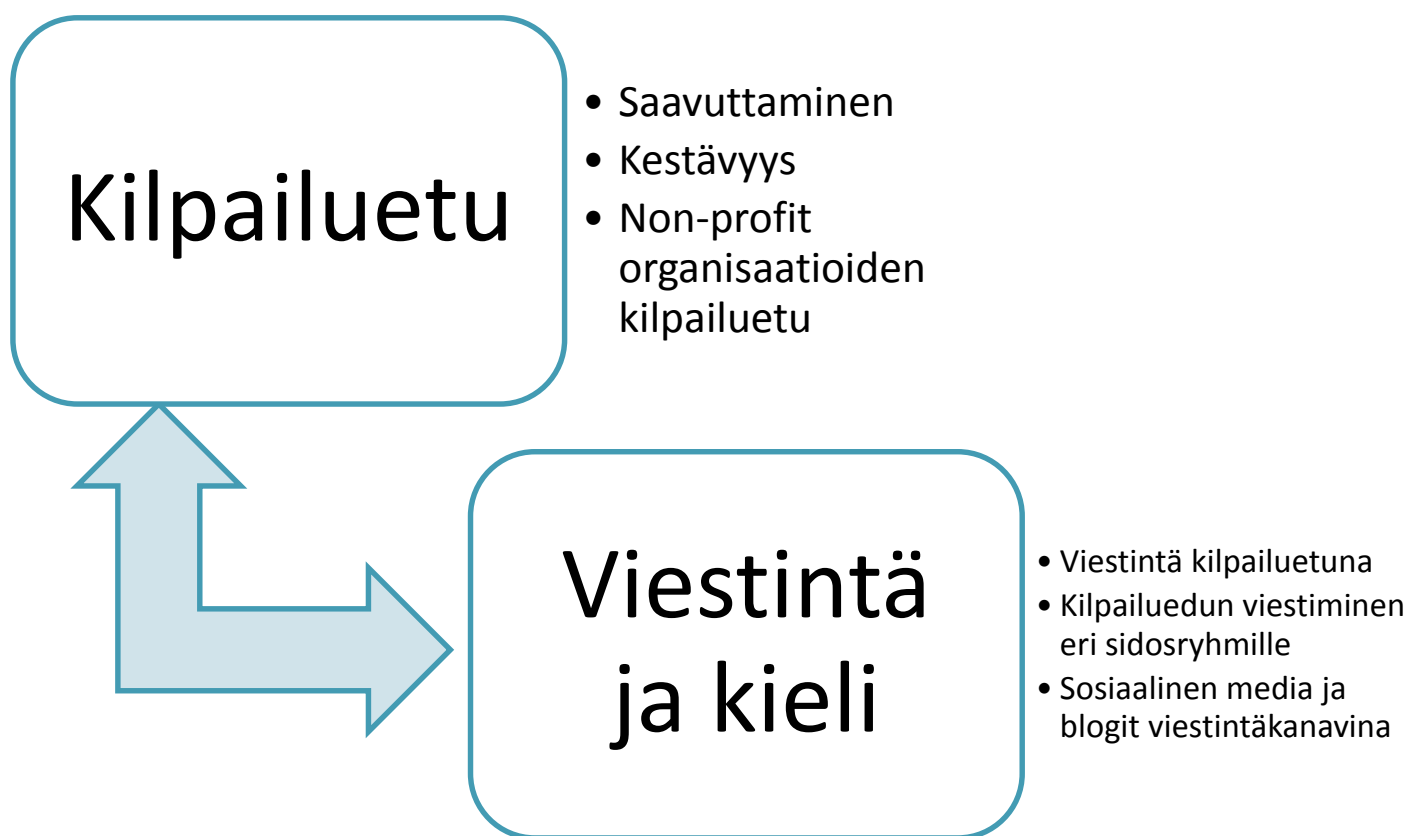 Kilpailuetu
• Saavuttaminen
• Kestävyys
• Non-profit
organisaatioiden
kilpailuetu
Viestintä
ja kieli
• Viestintä kilpailuetuna
• Kilpailuedun viestiminen
eri sidosryhmille
• Sosiaalinen media ja
blogit viestintäkanavina